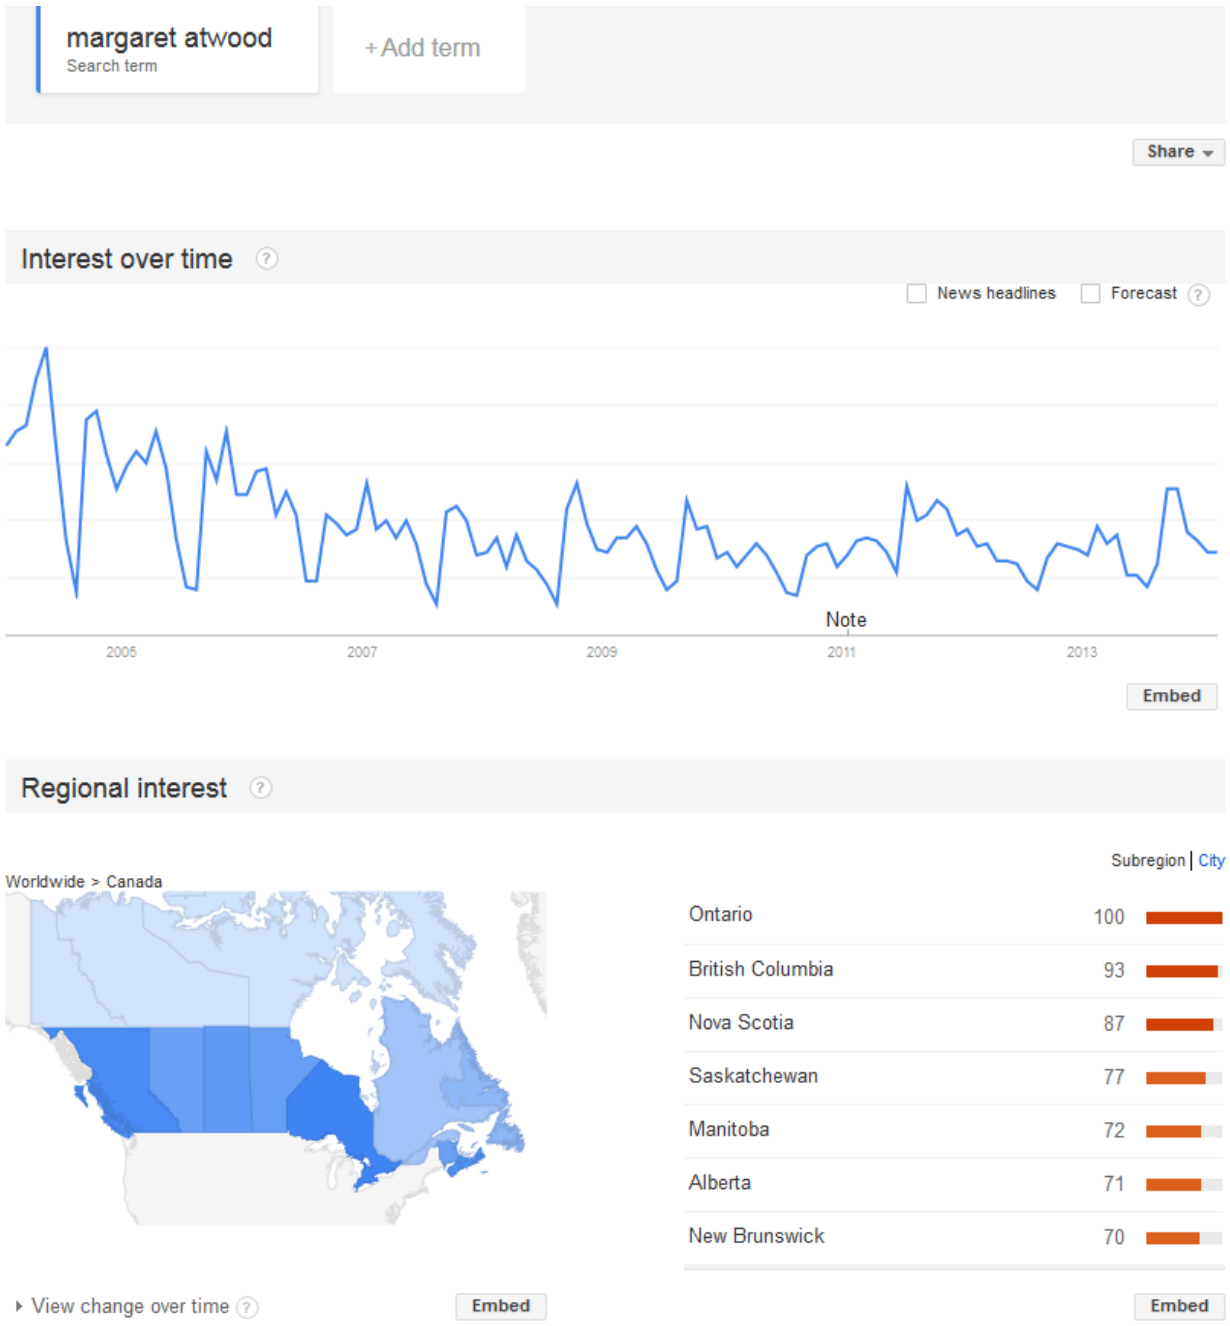 margaret atwood
Search term
+Add term
Share
Interest over time ?
News headlines Forecast ?
Note
2005 2007 2009 2011 2013
Embed
Regional interest ?
Subregion | City
Worldwide > Canada
Ontario 100
British Columbia 93
Nova Scotia 87
Saskatchewan 77
Manitoba 72
Alberta 71
New Brunswick 70
View change over time ? Embed Embed